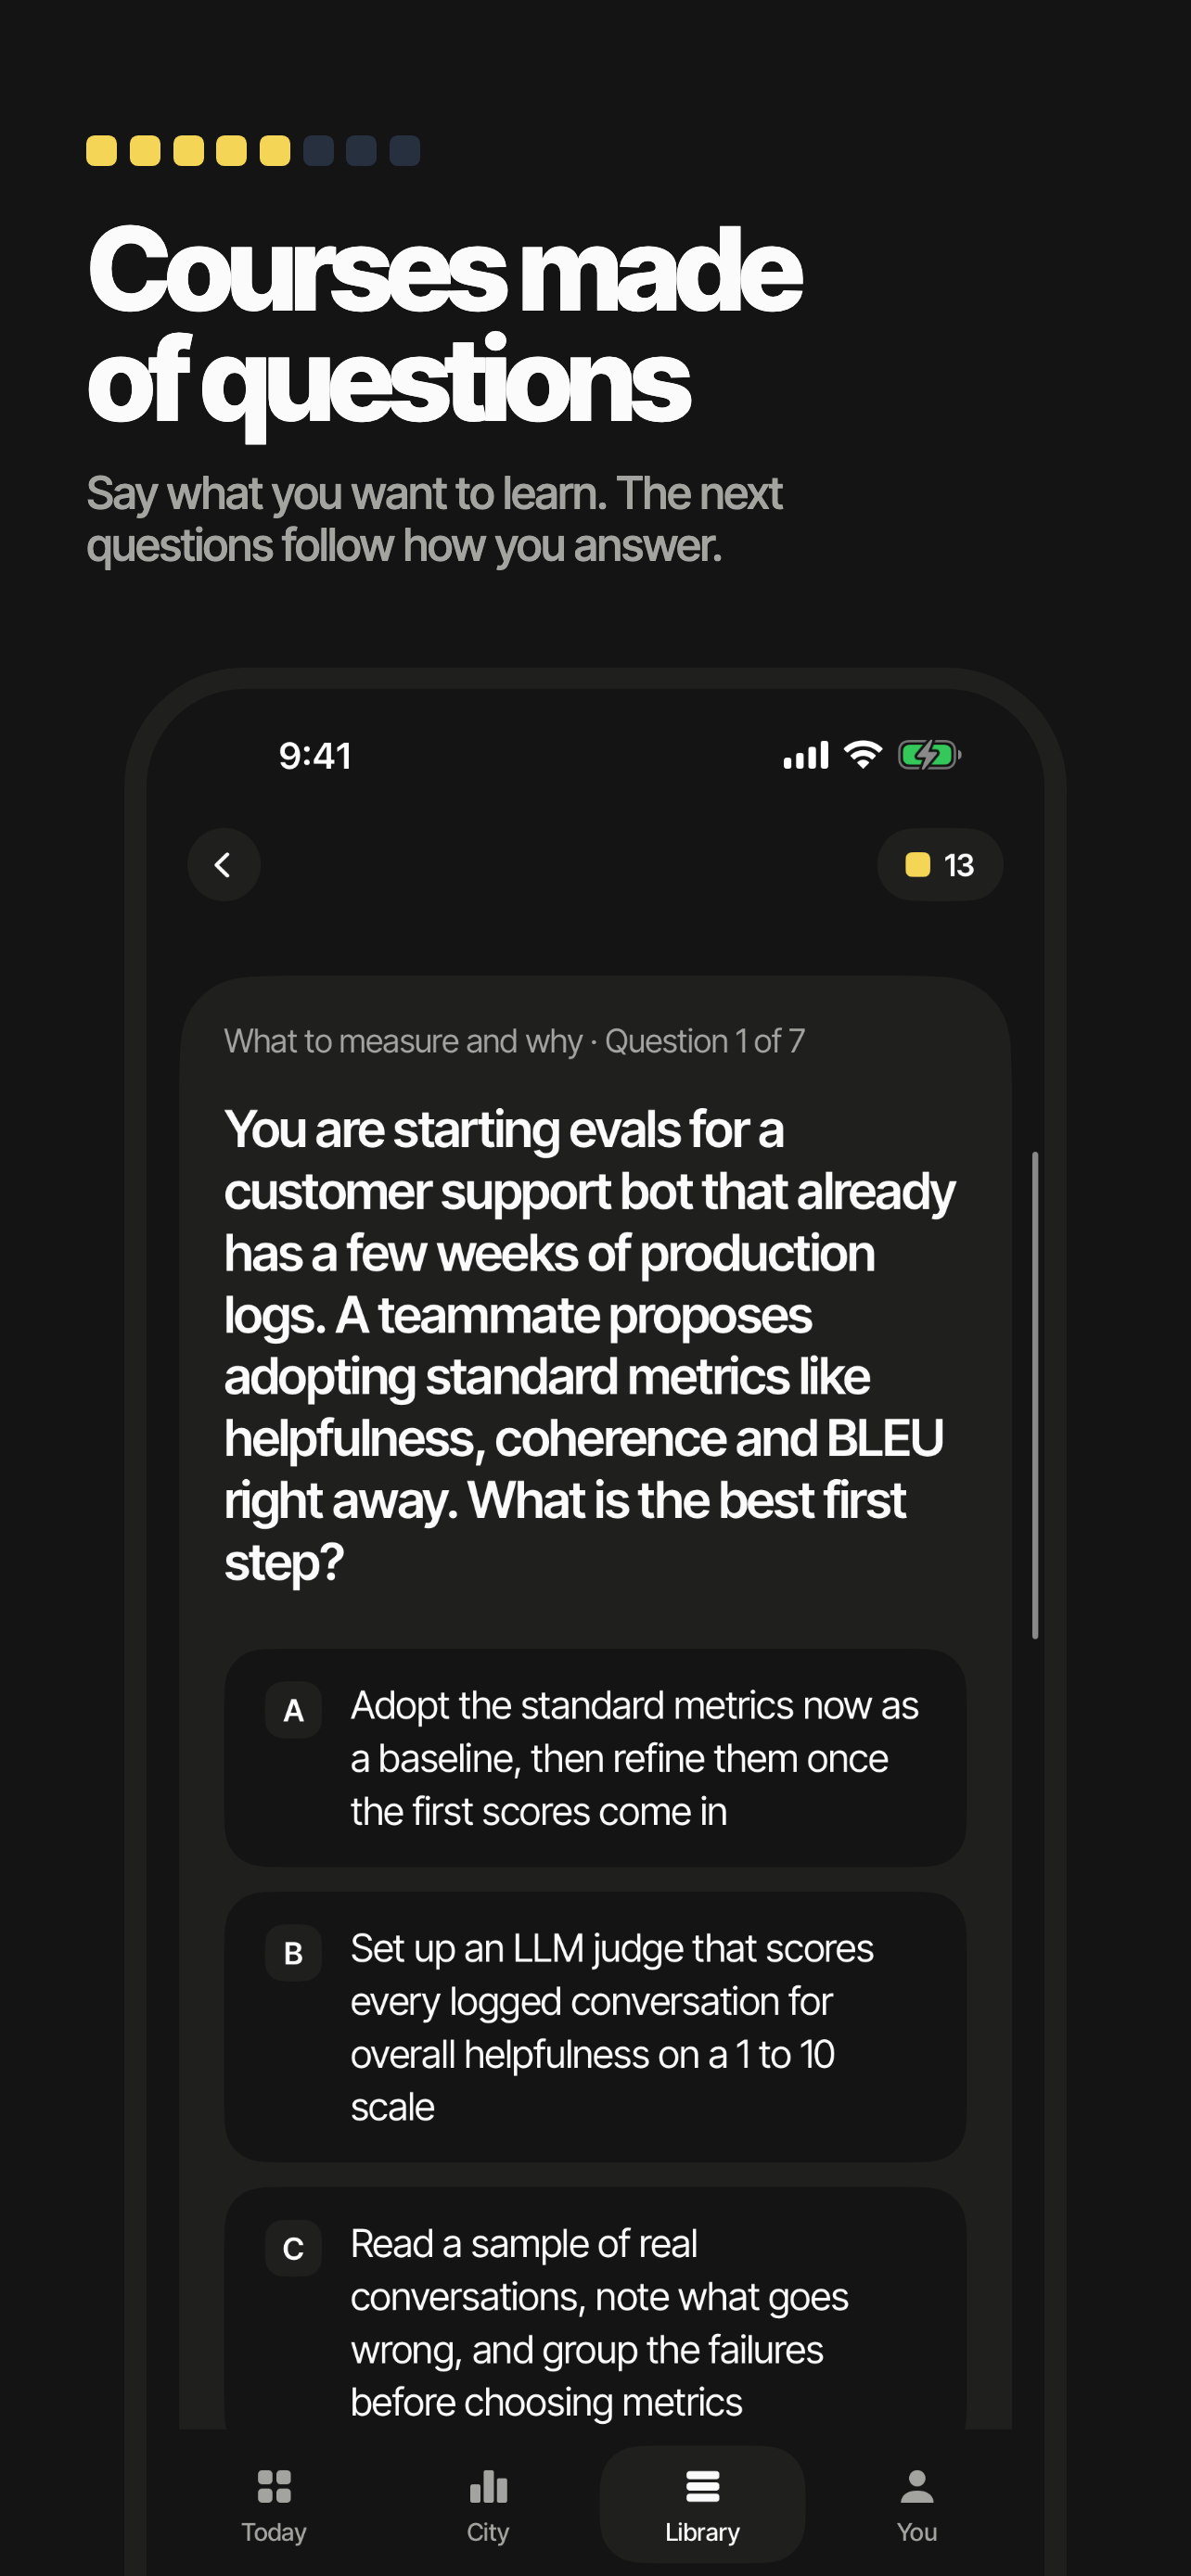 Courses made
of questions
Say what you want to learn. The next
questions follow how you answer.
9:41
13
What to measure and why · Question 1 of 7
You are starting evals for a
customer support bot that already
has a few weeks of production
logs. A teammate proposes
adopting standard metrics like
helpfulness, coherence and BLEU
right away. What is the best first
step?
A Adopt the standard metrics now as
a baseline, then refine them once
the first scores come in
B Set up an LLM judge that scores
every logged conversation for
overall helpfulness on a 1 to 10
scale
C Read a sample of real
conversations, note what goes
wrong, and group the failures
before choosing metrics
Today City Library You